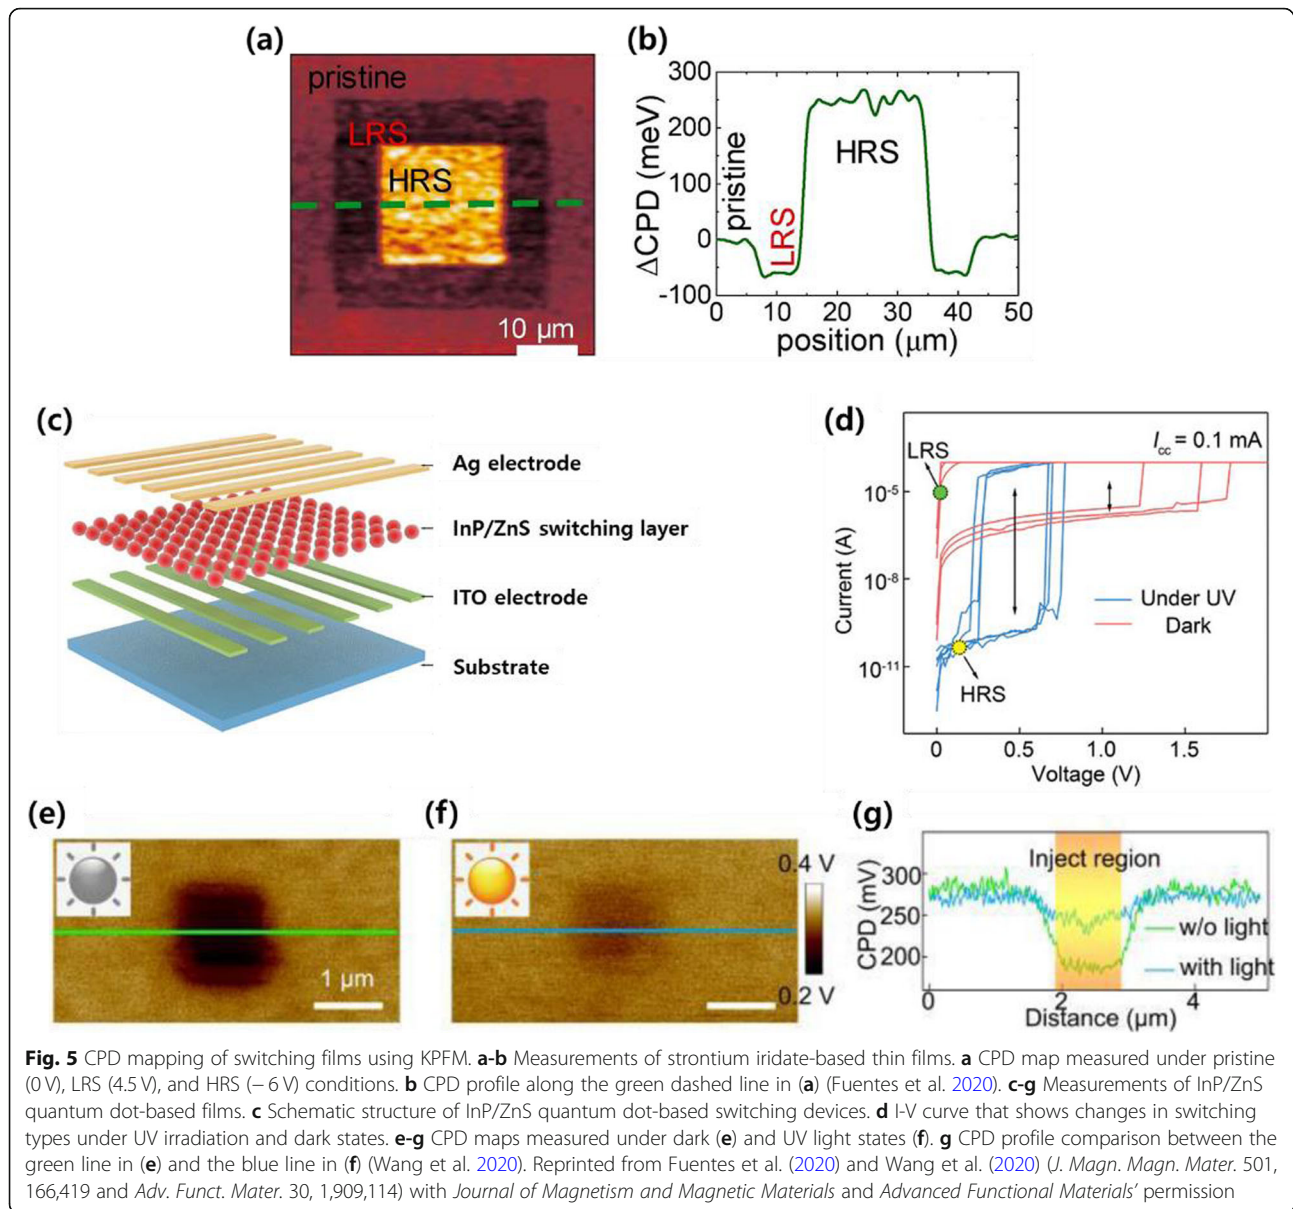 (a)
pristine
LRS
HRS
10 μm
(b)
ΔCPD (meV)
300
200
100
0
-100
pristine
LRS
HRS
0 10 20 30 40 50
position (μm)
(c)
Ag electrode
InP/ZnS switching layer
ITO electrode
Substrate
(d)
Current (A)
10⁻⁵
10⁻⁸
10⁻¹¹
LRS
Icc = 0.1 mA
Under UV
Dark
HRS
0 0.5 1.0 1.5
Voltage (V)
(e)
1 μm
(f)
0.4 V
0.2 V
(g)
CPD (mV)
300
250
200
Inject region
w/o light
with light
0 2 4
Distance (μm)
Fig. 5 CPD mapping of switching films using KPFM. a-b Measurements of strontium iridate-based thin films. a CPD map measured under pristine
(0 V), LRS (4.5 V), and HRS (− 6 V) conditions. b CPD profile along the green dashed line in (a) (Fuentes et al. 2020). c-g Measurements of InP/ZnS
quantum dot-based films. c Schematic structure of InP/ZnS quantum dot-based switching devices. d I-V curve that shows changes in switching
types under UV irradiation and dark states. e-g CPD maps measured under dark (e) and UV light states (f). g CPD profile comparison between the
green line in (e) and the blue line in (f) (Wang et al. 2020). Reprinted from Fuentes et al. (2020) and Wang et al. (2020) (J. Magn. Magn. Mater. 501,
166,419 and Adv. Funct. Mater. 30, 1,909,114) with Journal of Magnetism and Magnetic Materials and Advanced Functional Materials’ permission